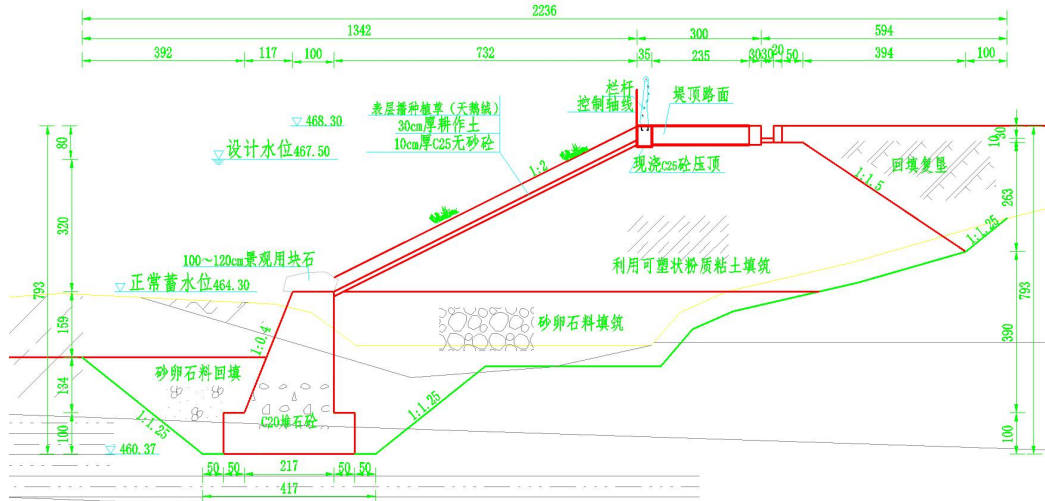 2236
1342
300
594
392
117
100
732
35
235
30
30
20
50
394
100
栏杆
控制轴线
堤顶路面
表层播种植草（天鹅绒）
30cm厚耕作土
10cm厚C25无砂砼
468.30
设计水位467.50
1:2
现浇C25砼压顶
回填复垦
1:1.5
1:1.25
80
320
793
159
134
100
10
30
263
793
390
100
100~120cm景观用块石
利用可塑状粉质粘土填筑
正常蓄水位464.30
砂卵石料填筑
1:0.4
砂卵石料回填
1:1.25
C20堆石砼
1:1.25
460.37
50
50
217
50
50
417